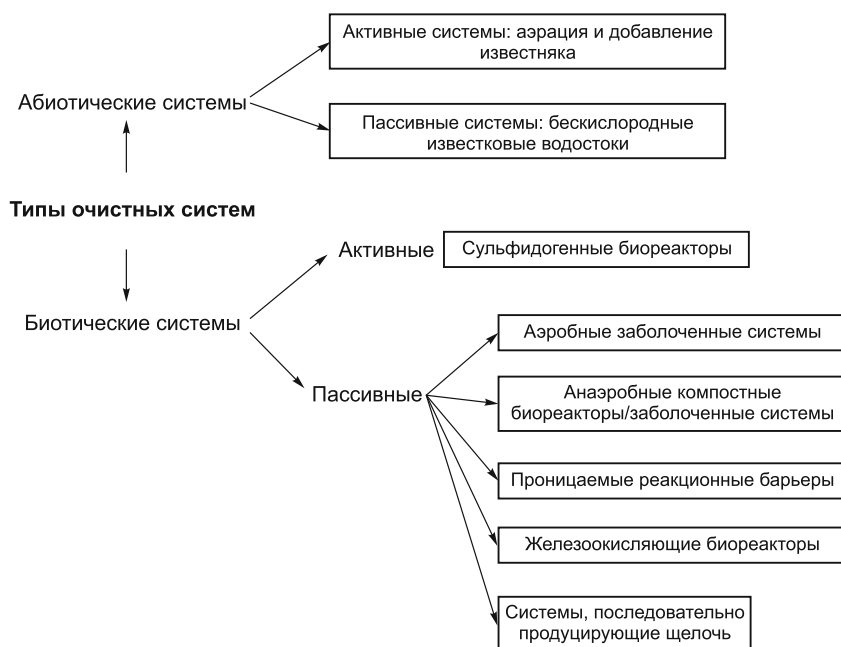 Активные системы: аэрация и добавление
известняка
Абиотические системы
Пассивные системы: бескислородные
известковые водостоки
Типы очистных систем
Активные
Сульфидогенные биореакторы
Биотические системы
Аэробные заболоченные системы
Пассивные
Анаэробные компостные
биореакторы/заболоченные системы
Проницаемые реакционные барьеры
Железоокисляющие биореакторы
Системы, последовательно
продуцирующие щелочь